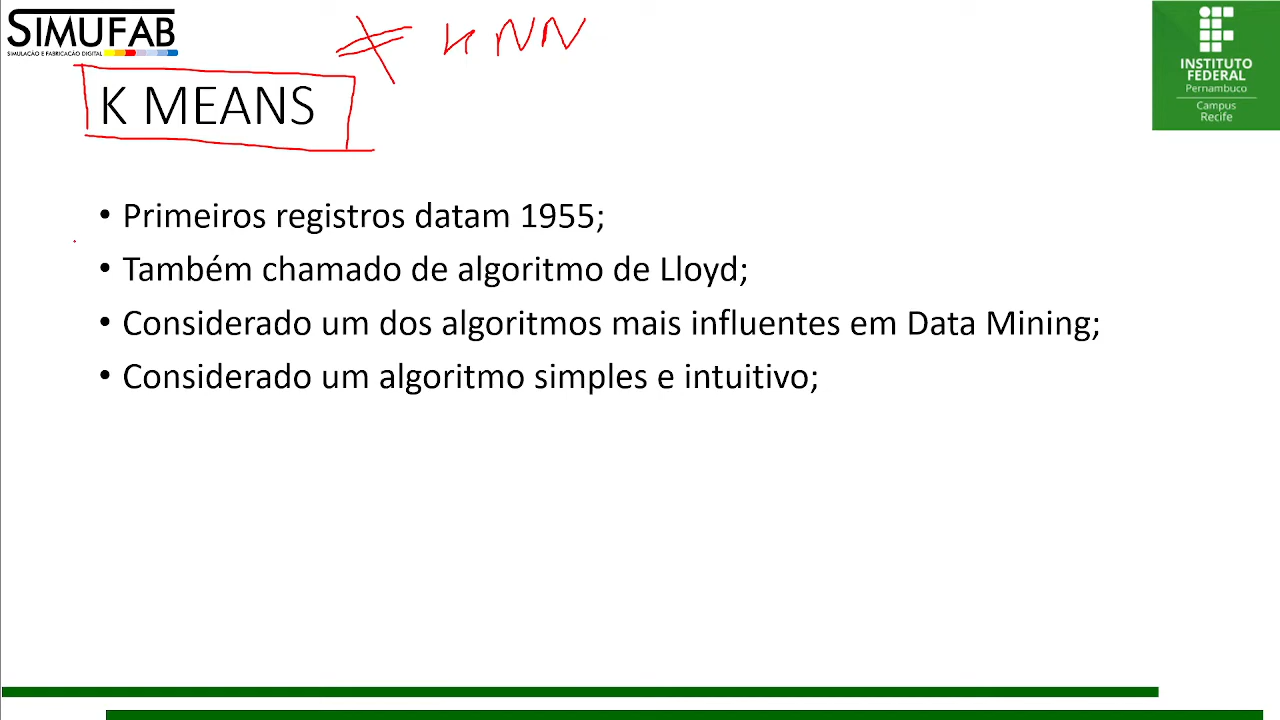 SIMUFAB
SIMULAÇÃO E FABRICAÇÃO DIGITAL
≠ KNN
INSTITUTO
FEDERAL
Pernambuco
Campus
Recife
K MEANS
• Primeiros registros datam 1955;
• Também chamado de algoritmo de Lloyd;
• Considerado um dos algoritmos mais influentes em Data Mining;
• Considerado um algoritmo simples e intuitivo;